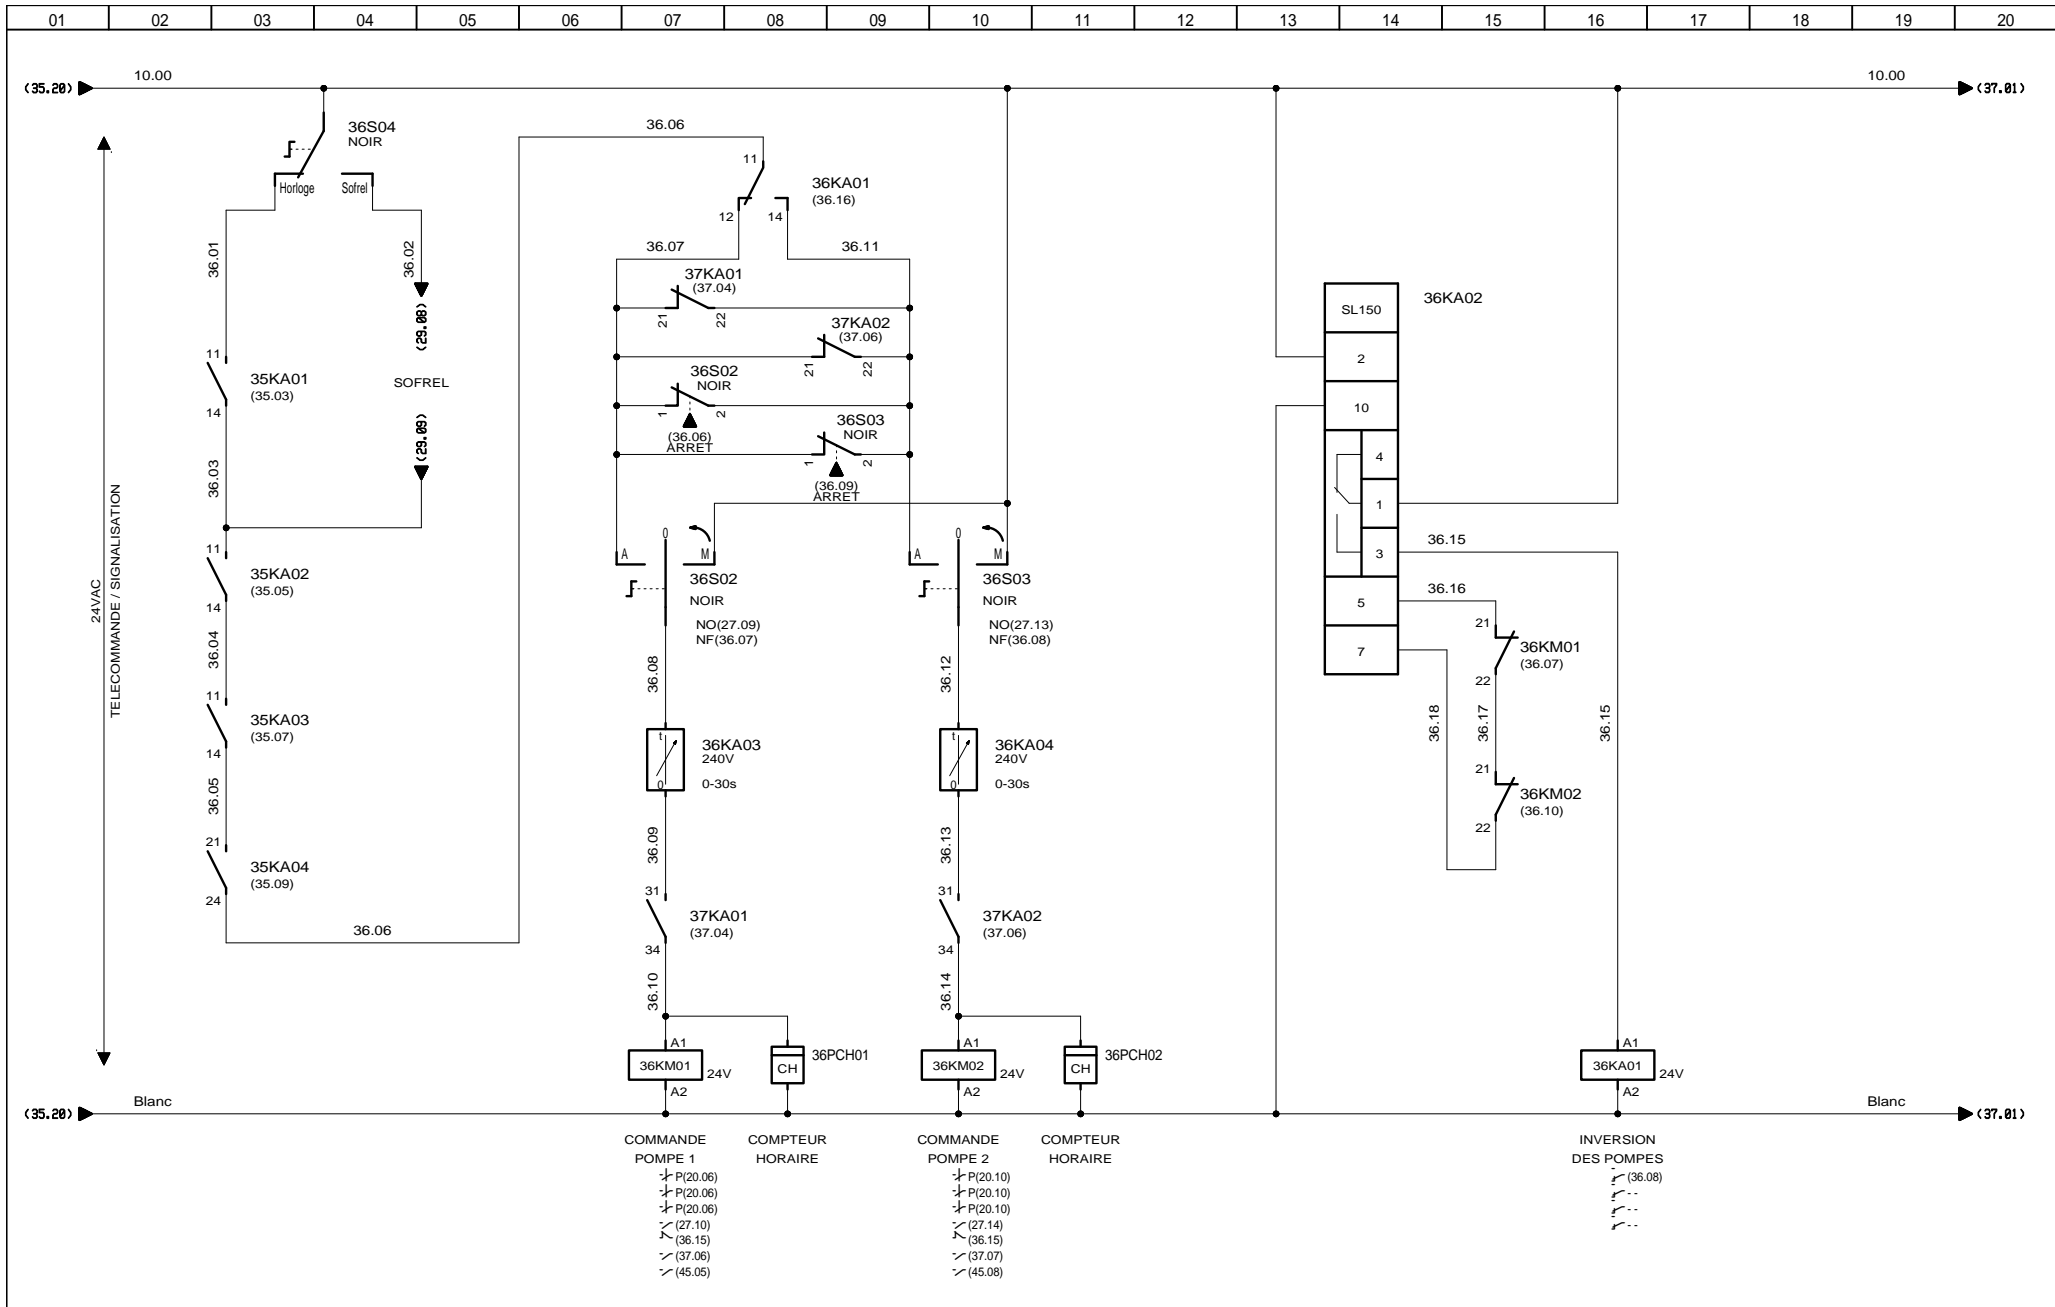 01 02 03 04 05 06 07 08 09 10 11 12 13 14 15 16 17 18 19 20
(35.20) 10.00 10.00 (37.01)
24VAC
TELECOMMANDE / SIGNALISATION
36S04
NOIR
Horloge Sofrel
36.01
36.02
(29.08)
SOFREL
(29.09)
11
35KA01
(35.03)
14
36.03
11
35KA02
(35.05)
14
36.04
11
35KA03
(35.07)
14
36.05
21
35KA04
(35.09)
24
36.06
36.06
11
36KA01
(36.16)
12 14
36.07 36.11
37KA01
(37.04)
21 22
37KA02
(37.06)
21 22
36S02
NOIR
1 2
(36.06)
ARRET
36S03
NOIR
1 2
(36.09)
ARRET
A 0 M
36S02
NOIR
NO(27.09)
NF(36.07)
36.08
t
0
36KA03
240V
0-30s
36.09
31
37KA01
(37.04)
34
36.10
A1
36KM01
24V
A2
CH
36PCH01
A 0 M
36S03
NOIR
NO(27.13)
NF(36.08)
36.12
t
0
36KA04
240V
0-30s
36.13
31
37KA02
(37.06)
34
36.14
A1
36KM02
24V
A2
CH
36PCH02
36KA02
SL150
2
10
4
1
3
5
7
36.15
36.16
21
36KM01
(36.07)
22
36.18
36.17
36.15
21
36KM02
(36.10)
22
A1
36KA01
24V
A2
(35.20) Blanc Blanc (37.01)
COMMANDE
POMPE 1
P(20.06)
P(20.06)
P(20.06)
(27.10)
(36.15)
(37.06)
(45.05)
COMPTEUR
HORAIRE
COMMANDE
POMPE 2
P(20.10)
P(20.10)
P(20.10)
(27.14)
(36.15)
(37.07)
(45.08)
COMPTEUR
HORAIRE
INVERSION
DES POMPES
(36.08)
--
--
--